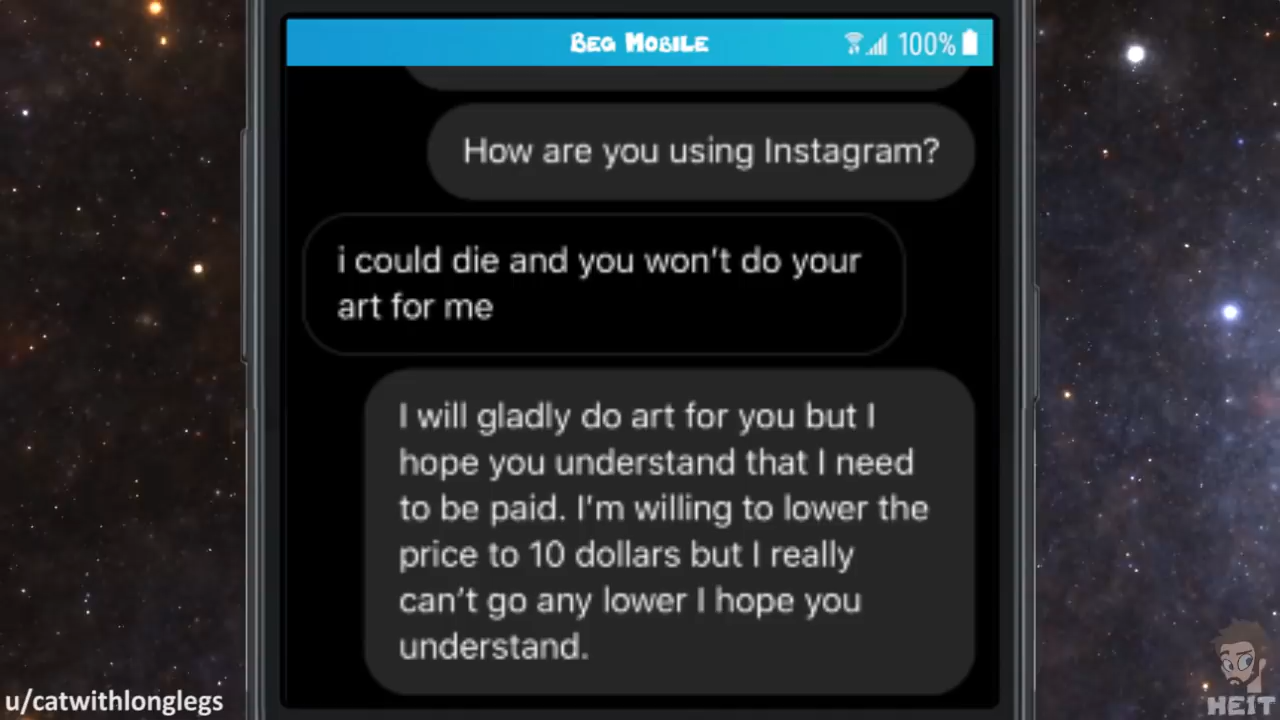 Beg Mobile
100%
How are you using Instagram?
i could die and you won't do your
art for me
I will gladly do art for you but I
hope you understand that I need
to be paid. I'm willing to lower the
price to 10 dollars but I really
can't go any lower I hope you
understand.
u/catwithlonglegs
HEIT